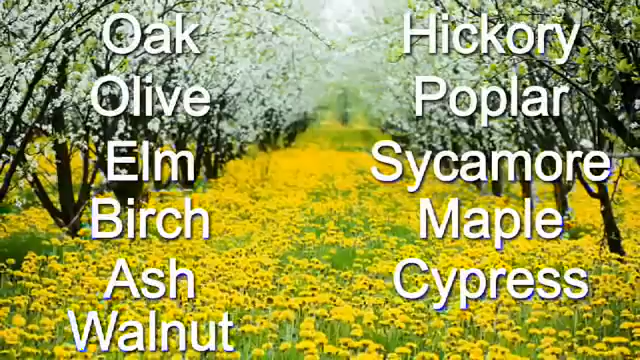 Oak
Olive
Elm
Birch
Ash
Walnut
Hickory
Poplar
Sycamore
Maple
Cypress